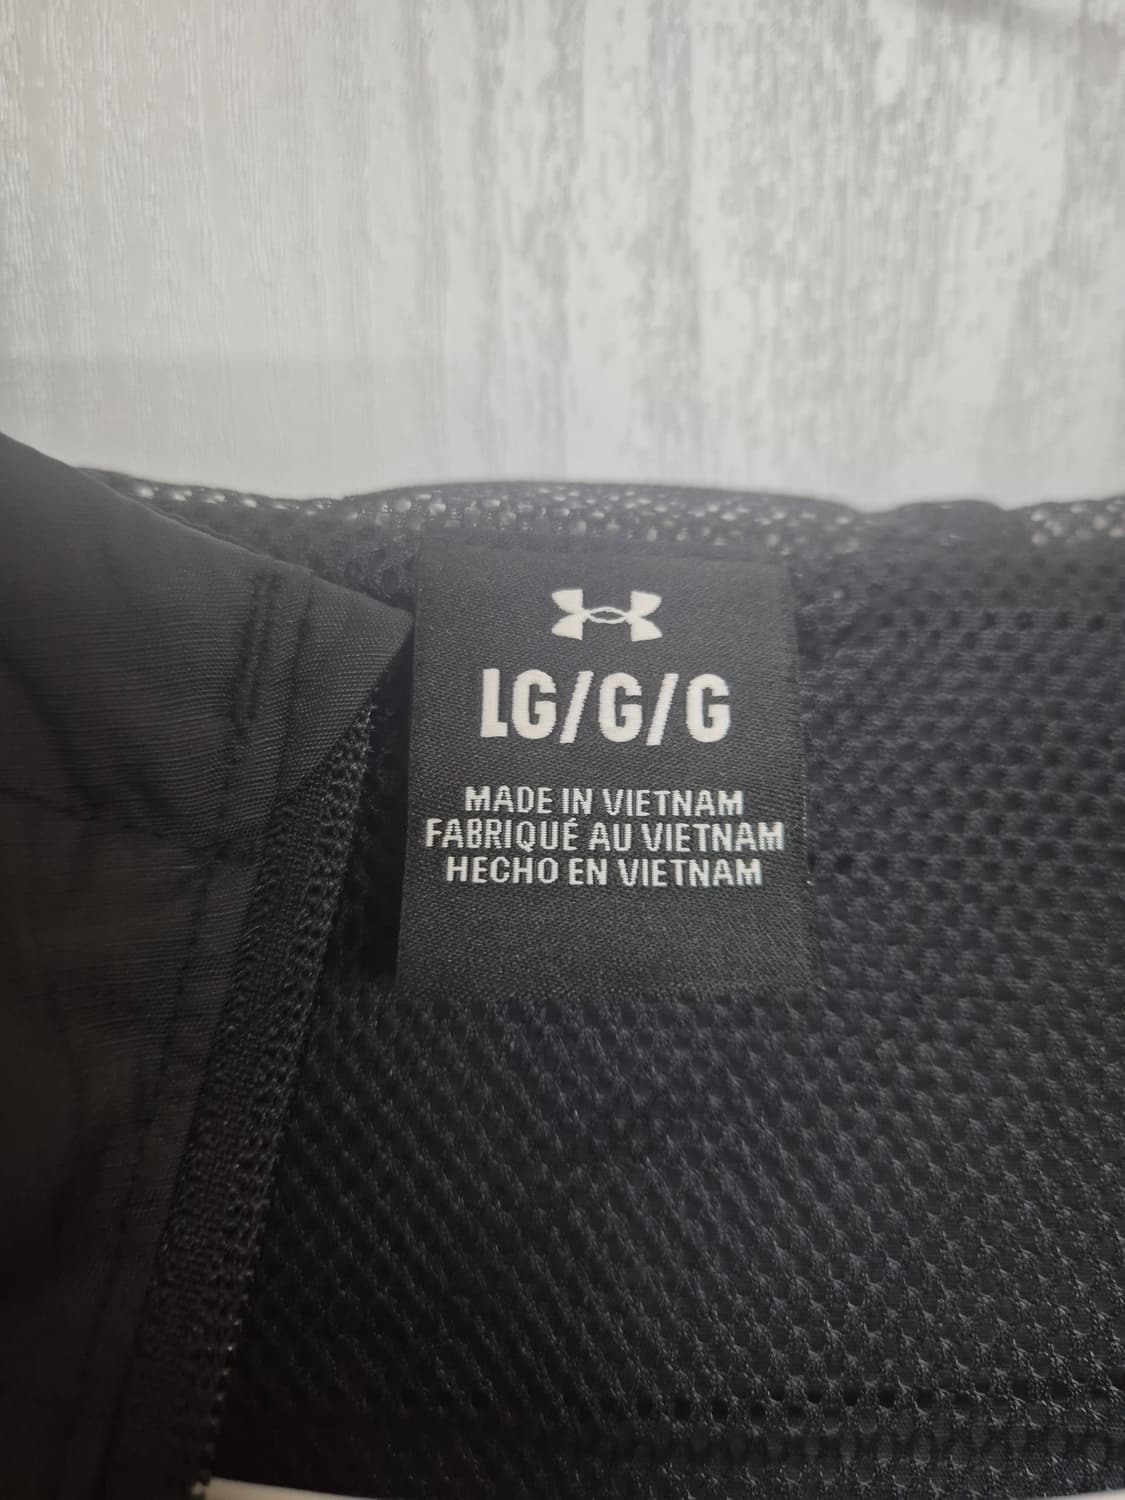 LG/G/G
MADE IN VIETNAM
FABRIQUÉ AU VIETNAM
HECHO EN VIETNAM